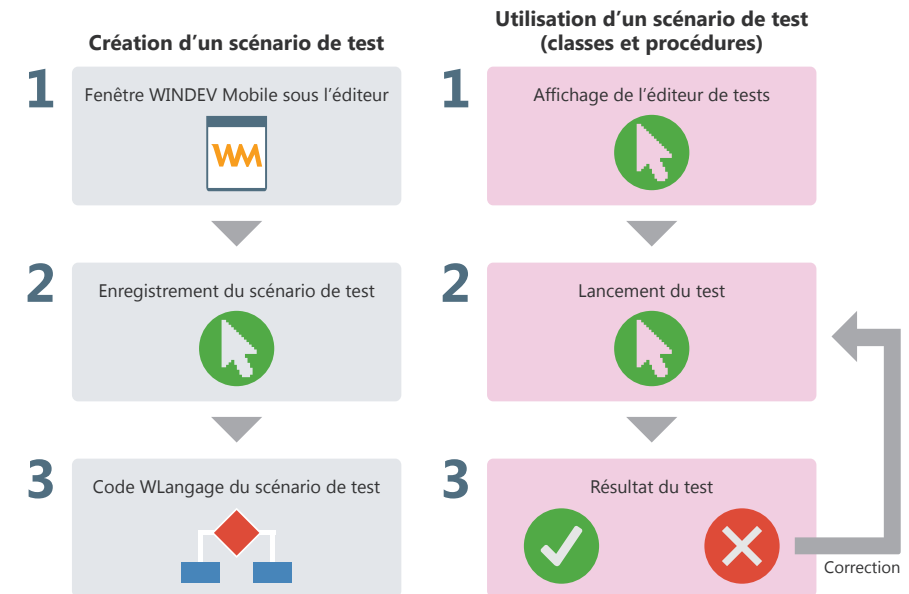 Création d’un scénario de test
1
Fenêtre WINDEV Mobile sous l’éditeur
WM
2
Enregistrement du scénario de test
3
Code WLangage du scénario de test
Utilisation d’un scénario de test
(classes et procédures)
1
Affichage de l’éditeur de tests
2
Lancement du test
3
Résultat du test
Correction